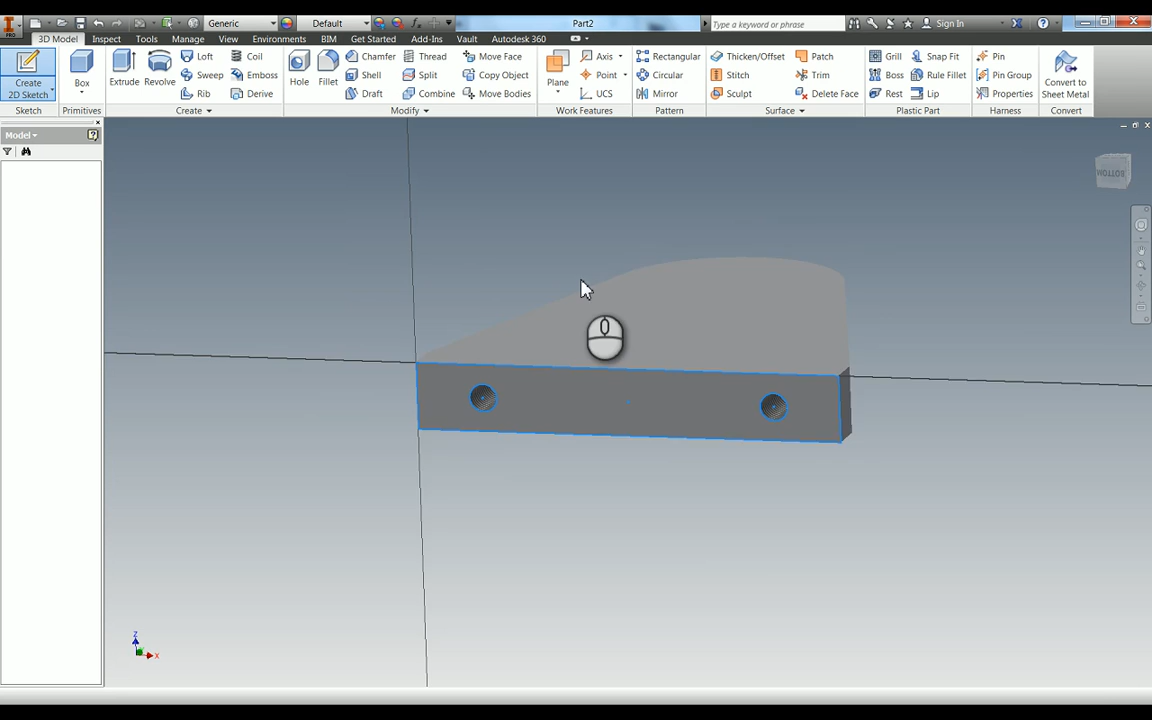 PRO
Generic
Default
Part2
Type a keyword or phrase
Sign In
3D Model Inspect Tools Manage View Environments BIM Get Started Add-Ins Vault Autodesk 360
Create
2D Sketch
Box
Extrude
Revolve
Loft
Coil
Sweep
Emboss
Rib
Derive
Hole
Fillet
Chamfer
Thread
Move Face
Shell
Split
Copy Object
Draft
Combine
Move Bodies
Plane
Axis
Point
UCS
Rectangular
Circular
Mirror
Thicken/Offset
Patch
Stitch
Trim
Sculpt
Delete Face
Grill
Snap Fit
Boss
Rule Fillet
Rest
Lip
Pin
Pin Group
Properties
Convert to
Sheet Metal
Sketch Primitives Create Modify Work Features Pattern Surface Plastic Part Harness Convert
Model
BOTTOM
Z
X